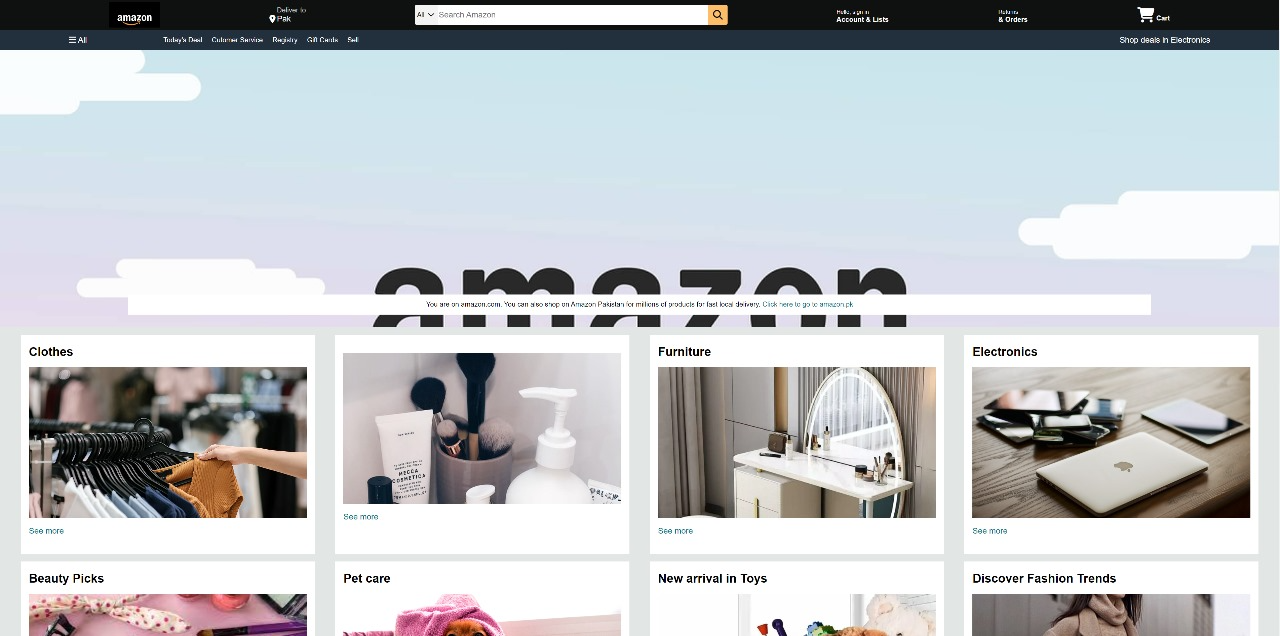 amazon
Deliver to
Pak
All
Search Amazon
Hello, sign in
Account & Lists
Returns
& Orders
Cart
All
Today's Deal
Cutomer Service
Registry
Gift Cards
Sell
Shop deals in Electronics
amazon
You are on amazon.com. You can also shop on Amazon Pakistan for millions of products for fast local delivery. Click here to go to amazon.pk
Clothes
See more
MECCA
COSMETICA
See more
Furniture
See more
Electronics
See more
Beauty Picks
Pet care
New arrival in Toys
Discover Fashion Trends